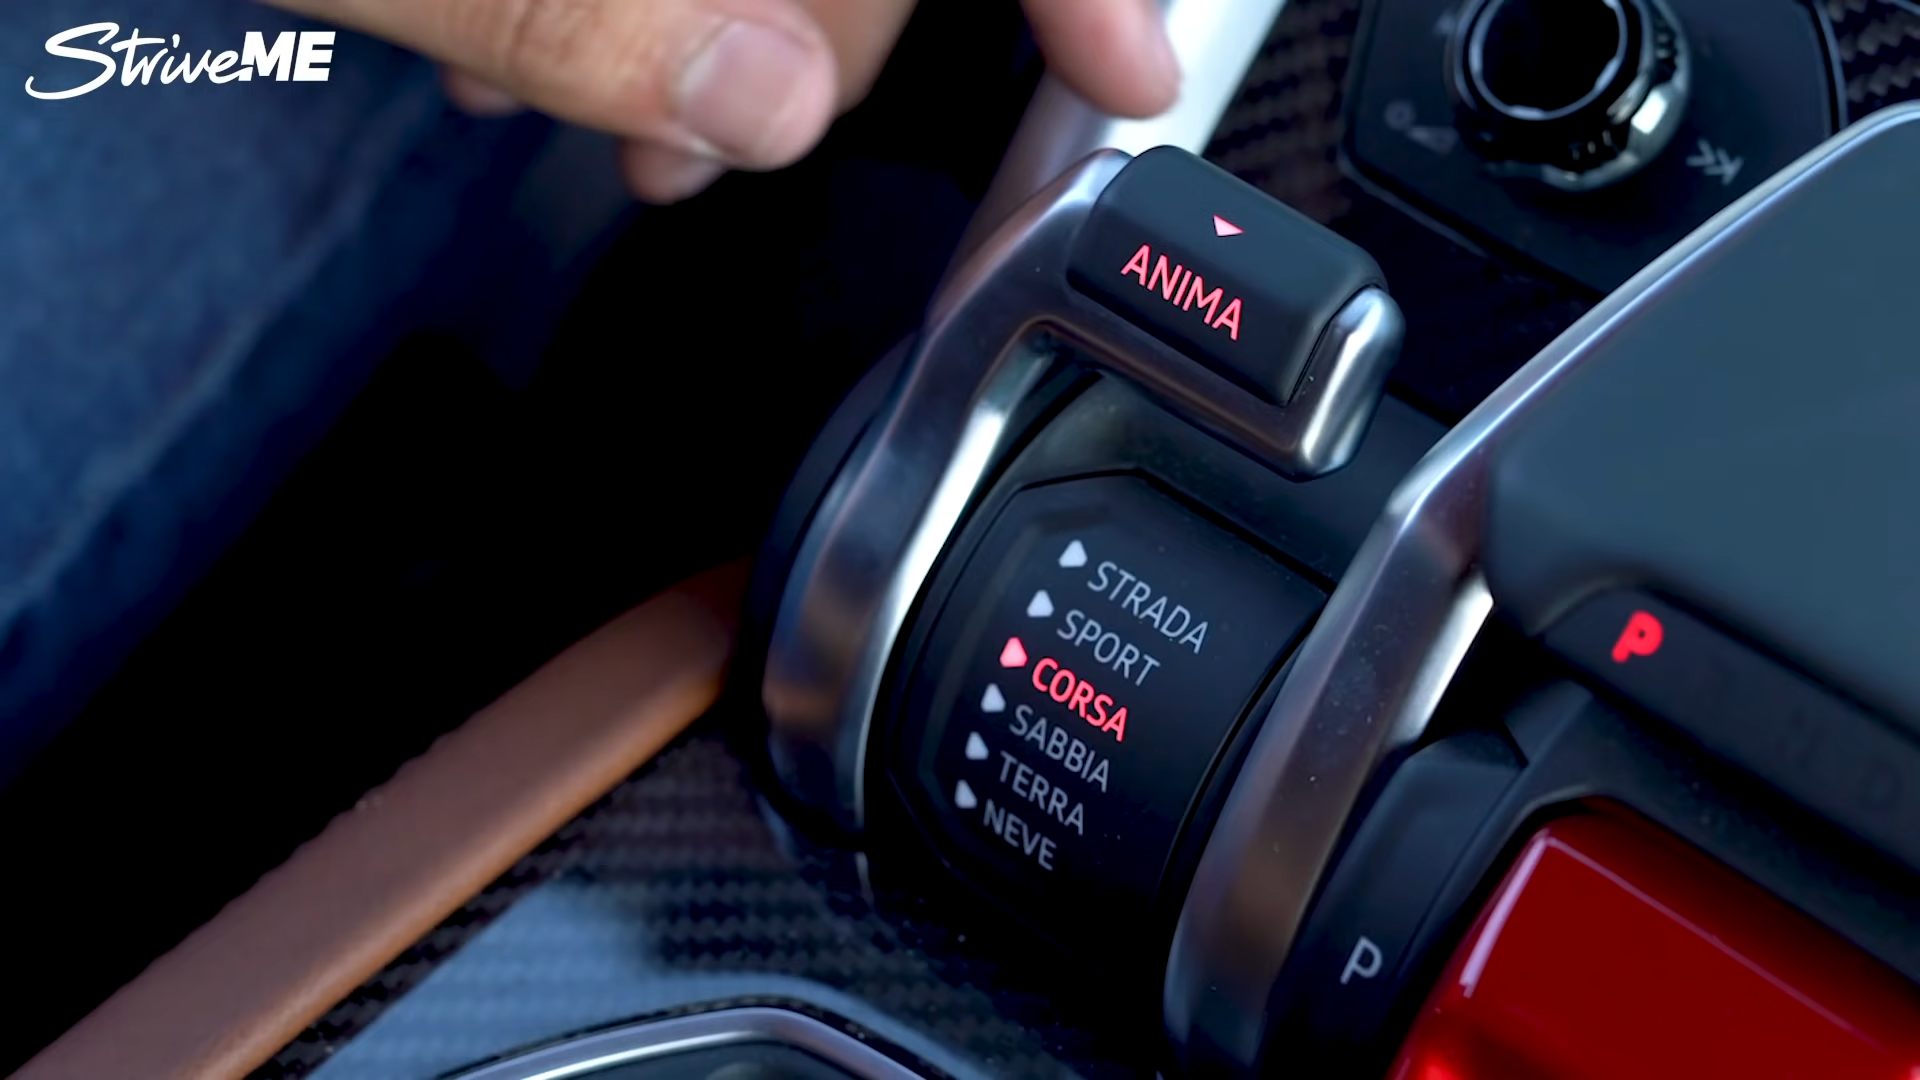 StriveME
ANIMA
STRADA
SPORT
CORSA
SABBIA
TERRA
NEVE
P
P